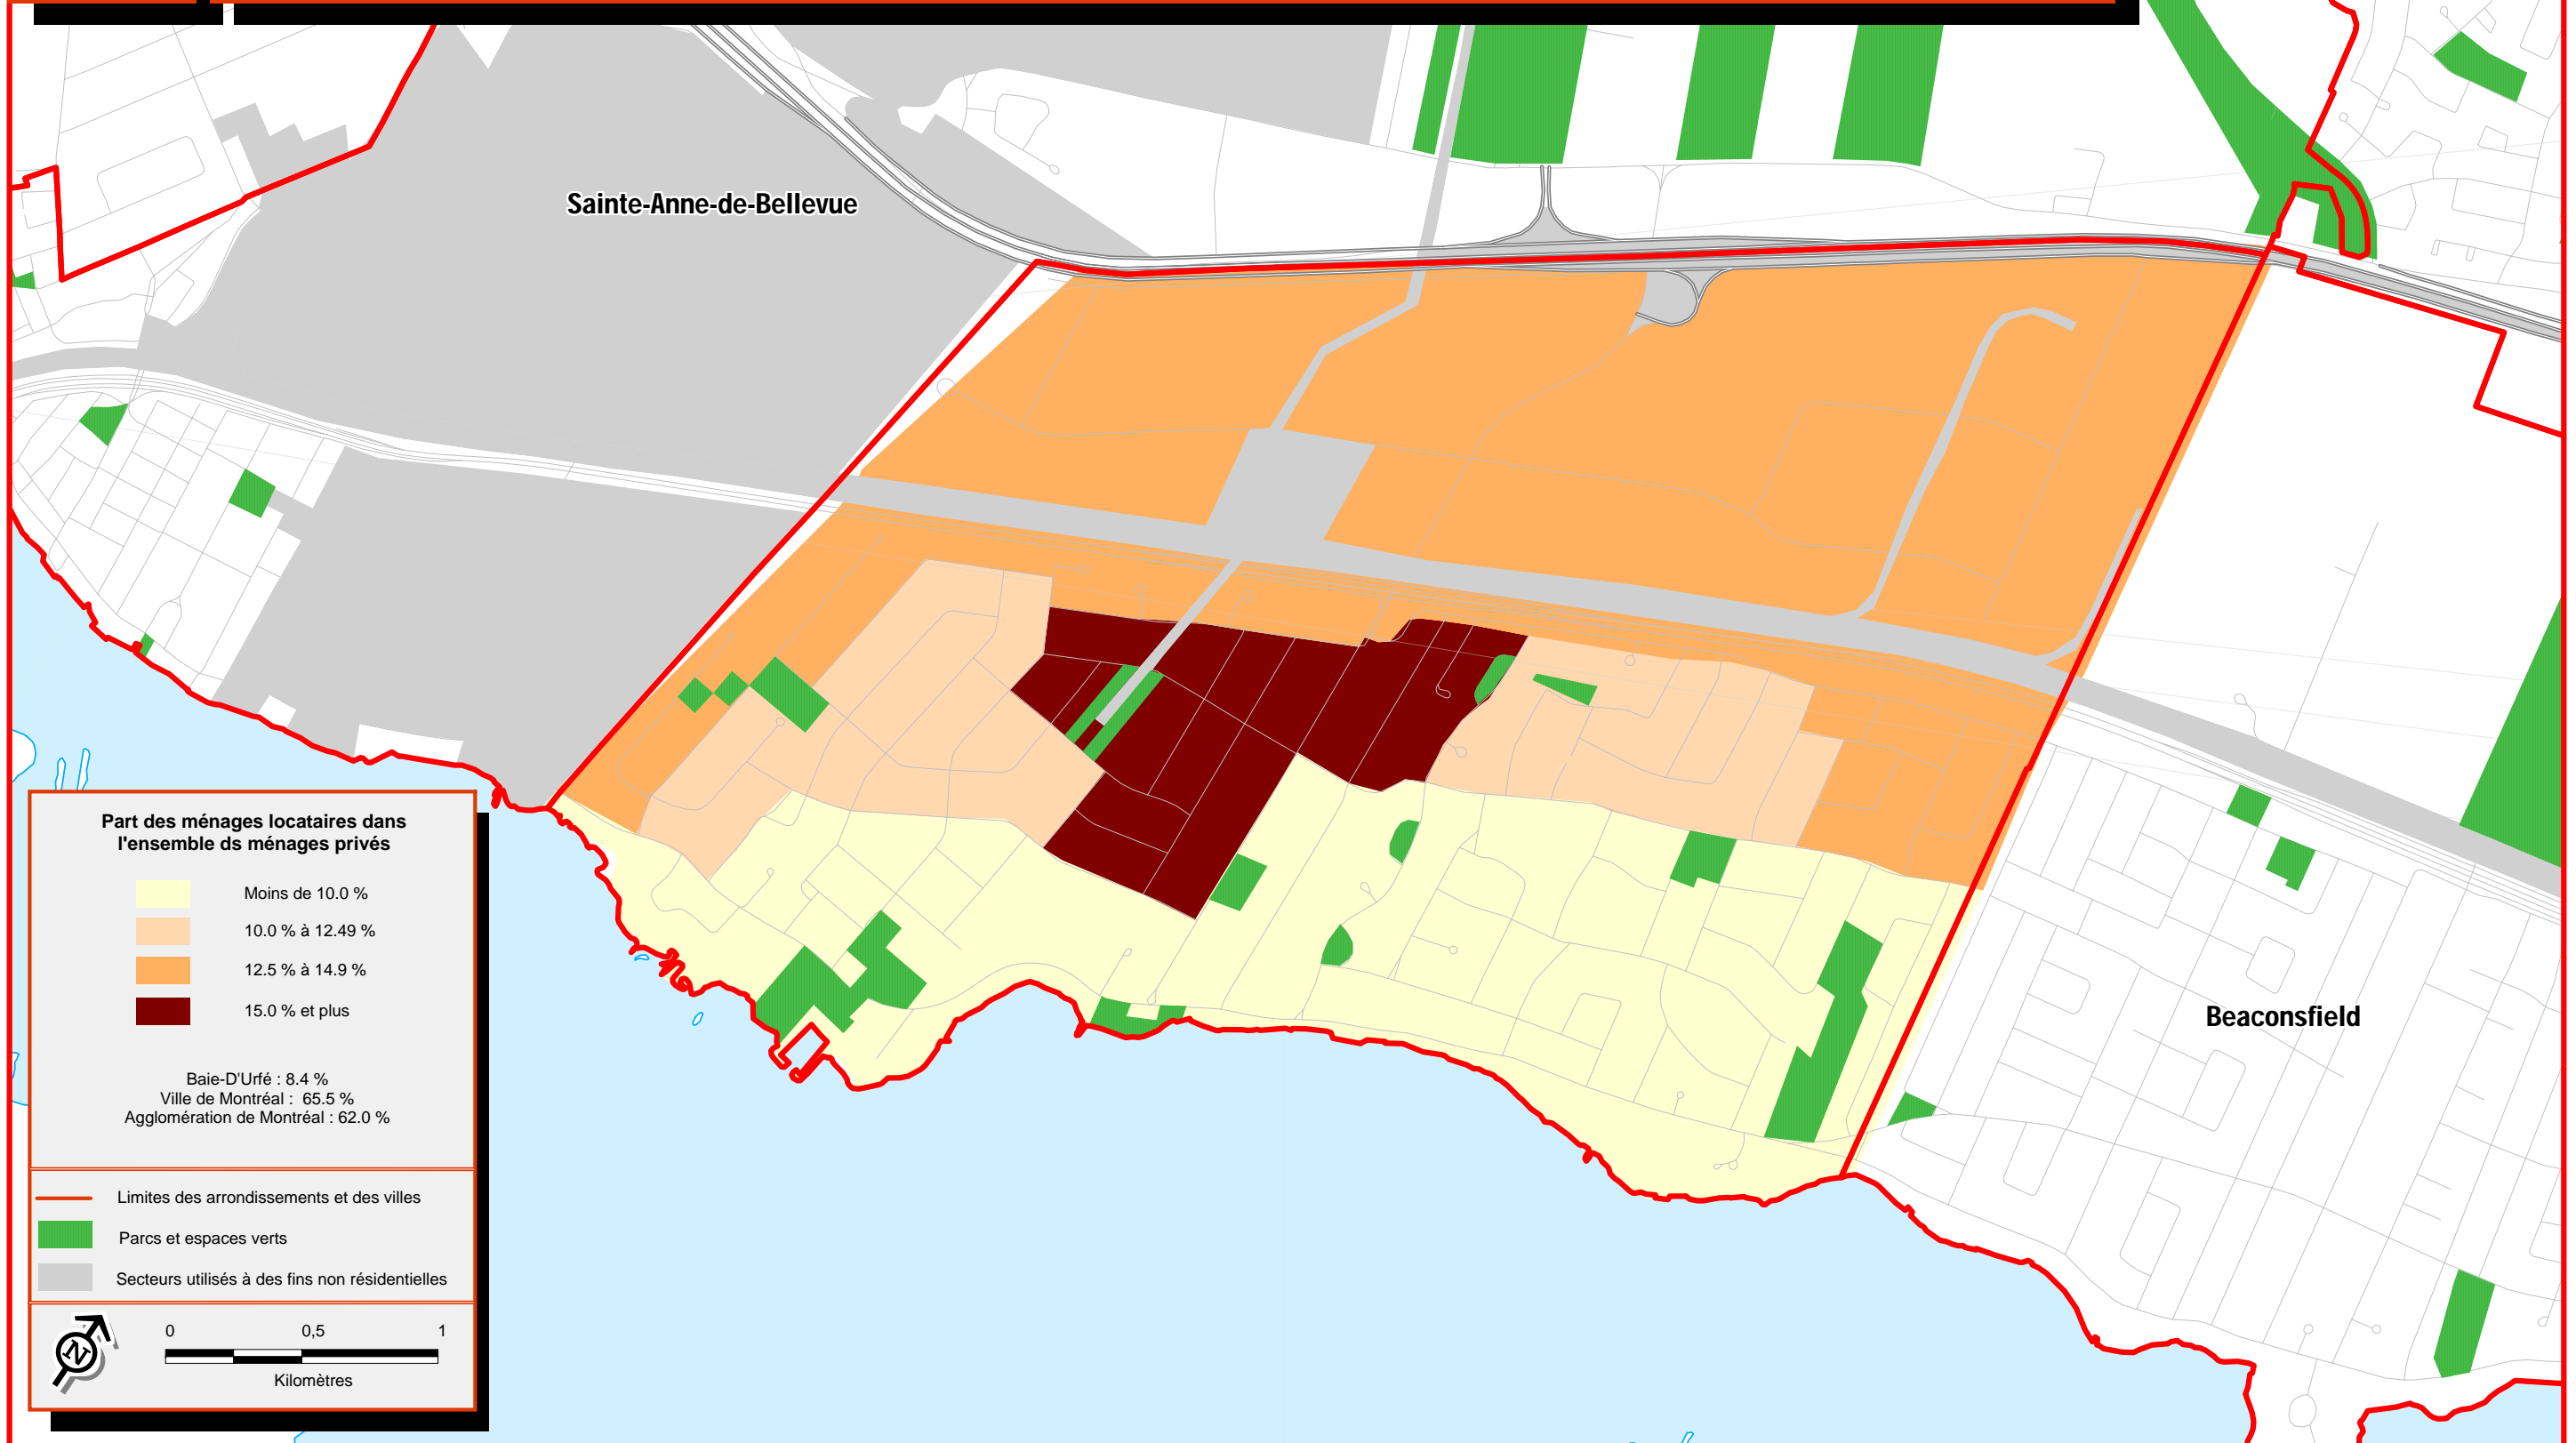 Sainte-Anne-de-Bellevue
Part des ménages locataires dans
l'ensemble ds ménages privés
Moins de 10.0 %
10.0 % à 12.49 %
12.5 % à 14.9 %
15.0 % et plus
Baie-D'Urfé : 8.4 %
Ville de Montréal : 65.5 %
Agglomération de Montréal : 62.0 %
Beaconsfield
Limites des arrondissements et des villes
Parcs et espaces verts
Secteurs utilisés à des fins non résidentielles
N
0 0,5 1
Kilomètres